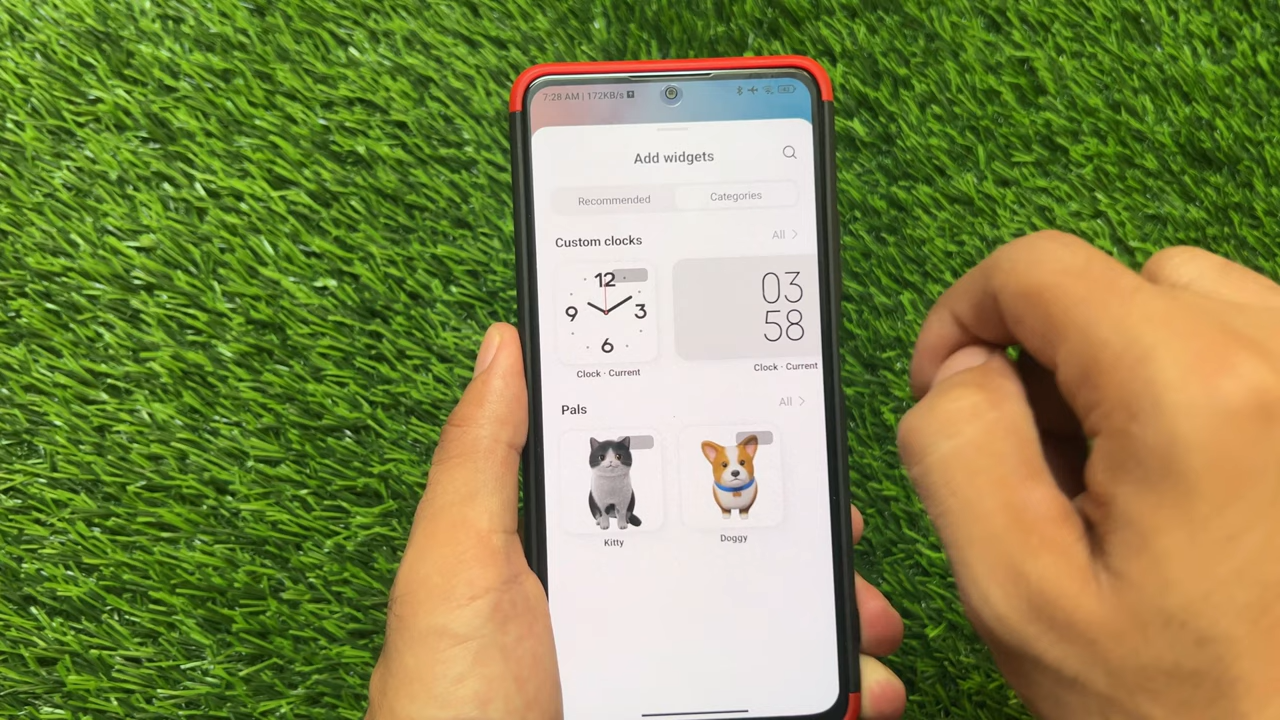 7:28 AM | 172KB/s
Add widgets
Recommended
Categories
Custom clocks
All >
12
9
3
6
03
58
Clock · Current
Clock · Current
Pals
All >
Kitty
Doggy